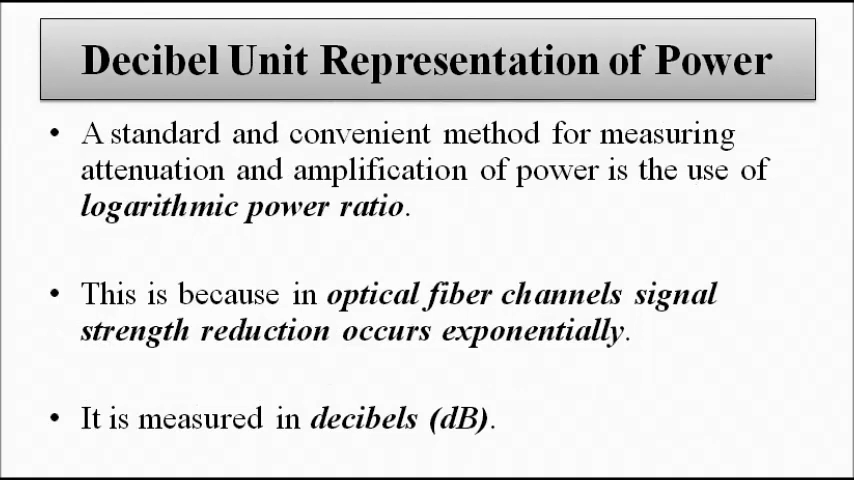 Decibel Unit Representation of Power
• A standard and convenient method for measuring
attenuation and amplification of power is the use of
logarithmic power ratio.
• This is because in optical fiber channels signal
strength reduction occurs exponentially.
• It is measured in decibels (dB).